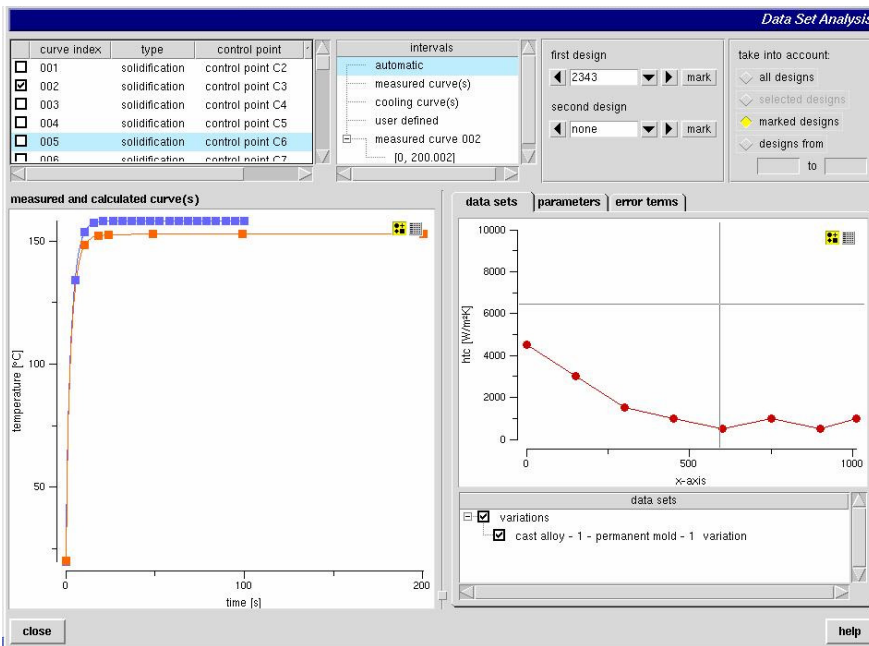 Data Set Analysis
curve index type control point
001 solidification control point C2
002 solidification control point C3
003 solidification control point C4
004 solidification control point C5
005 solidification control point C6
006 solidification control point C7
intervals
automatic
measured curve(s)
cooling curve(s)
user defined
measured curve 002
[0, 200.002]
first design
2343 mark
second design
none mark
take into account:
all designs
selected designs
marked designs
designs from
to
measured and calculated curve(s)
150
100
50
temperature [°C]
0 100 200
time [s]
data sets parameters error terms
10000
8000
6000
4000
2000
0
htc [W/m²K]
0 500 1000
x-axis
data sets
variations
cast alloy - 1 - permanent mold - 1 variation
close help